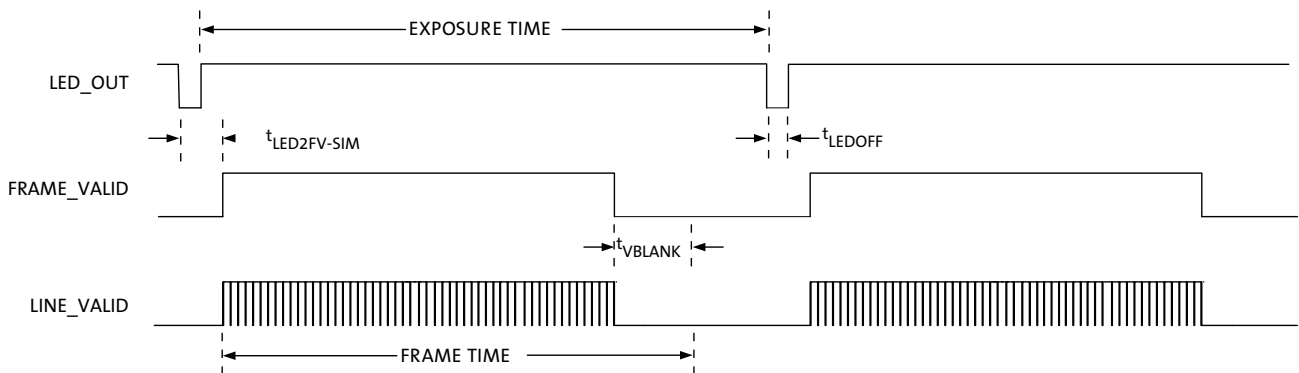 EXPOSURE TIME
LED_OUT
tLED2FV-SIM
tLEDOFF
FRAME_VALID
tVBLANK
LINE_VALID
FRAME TIME